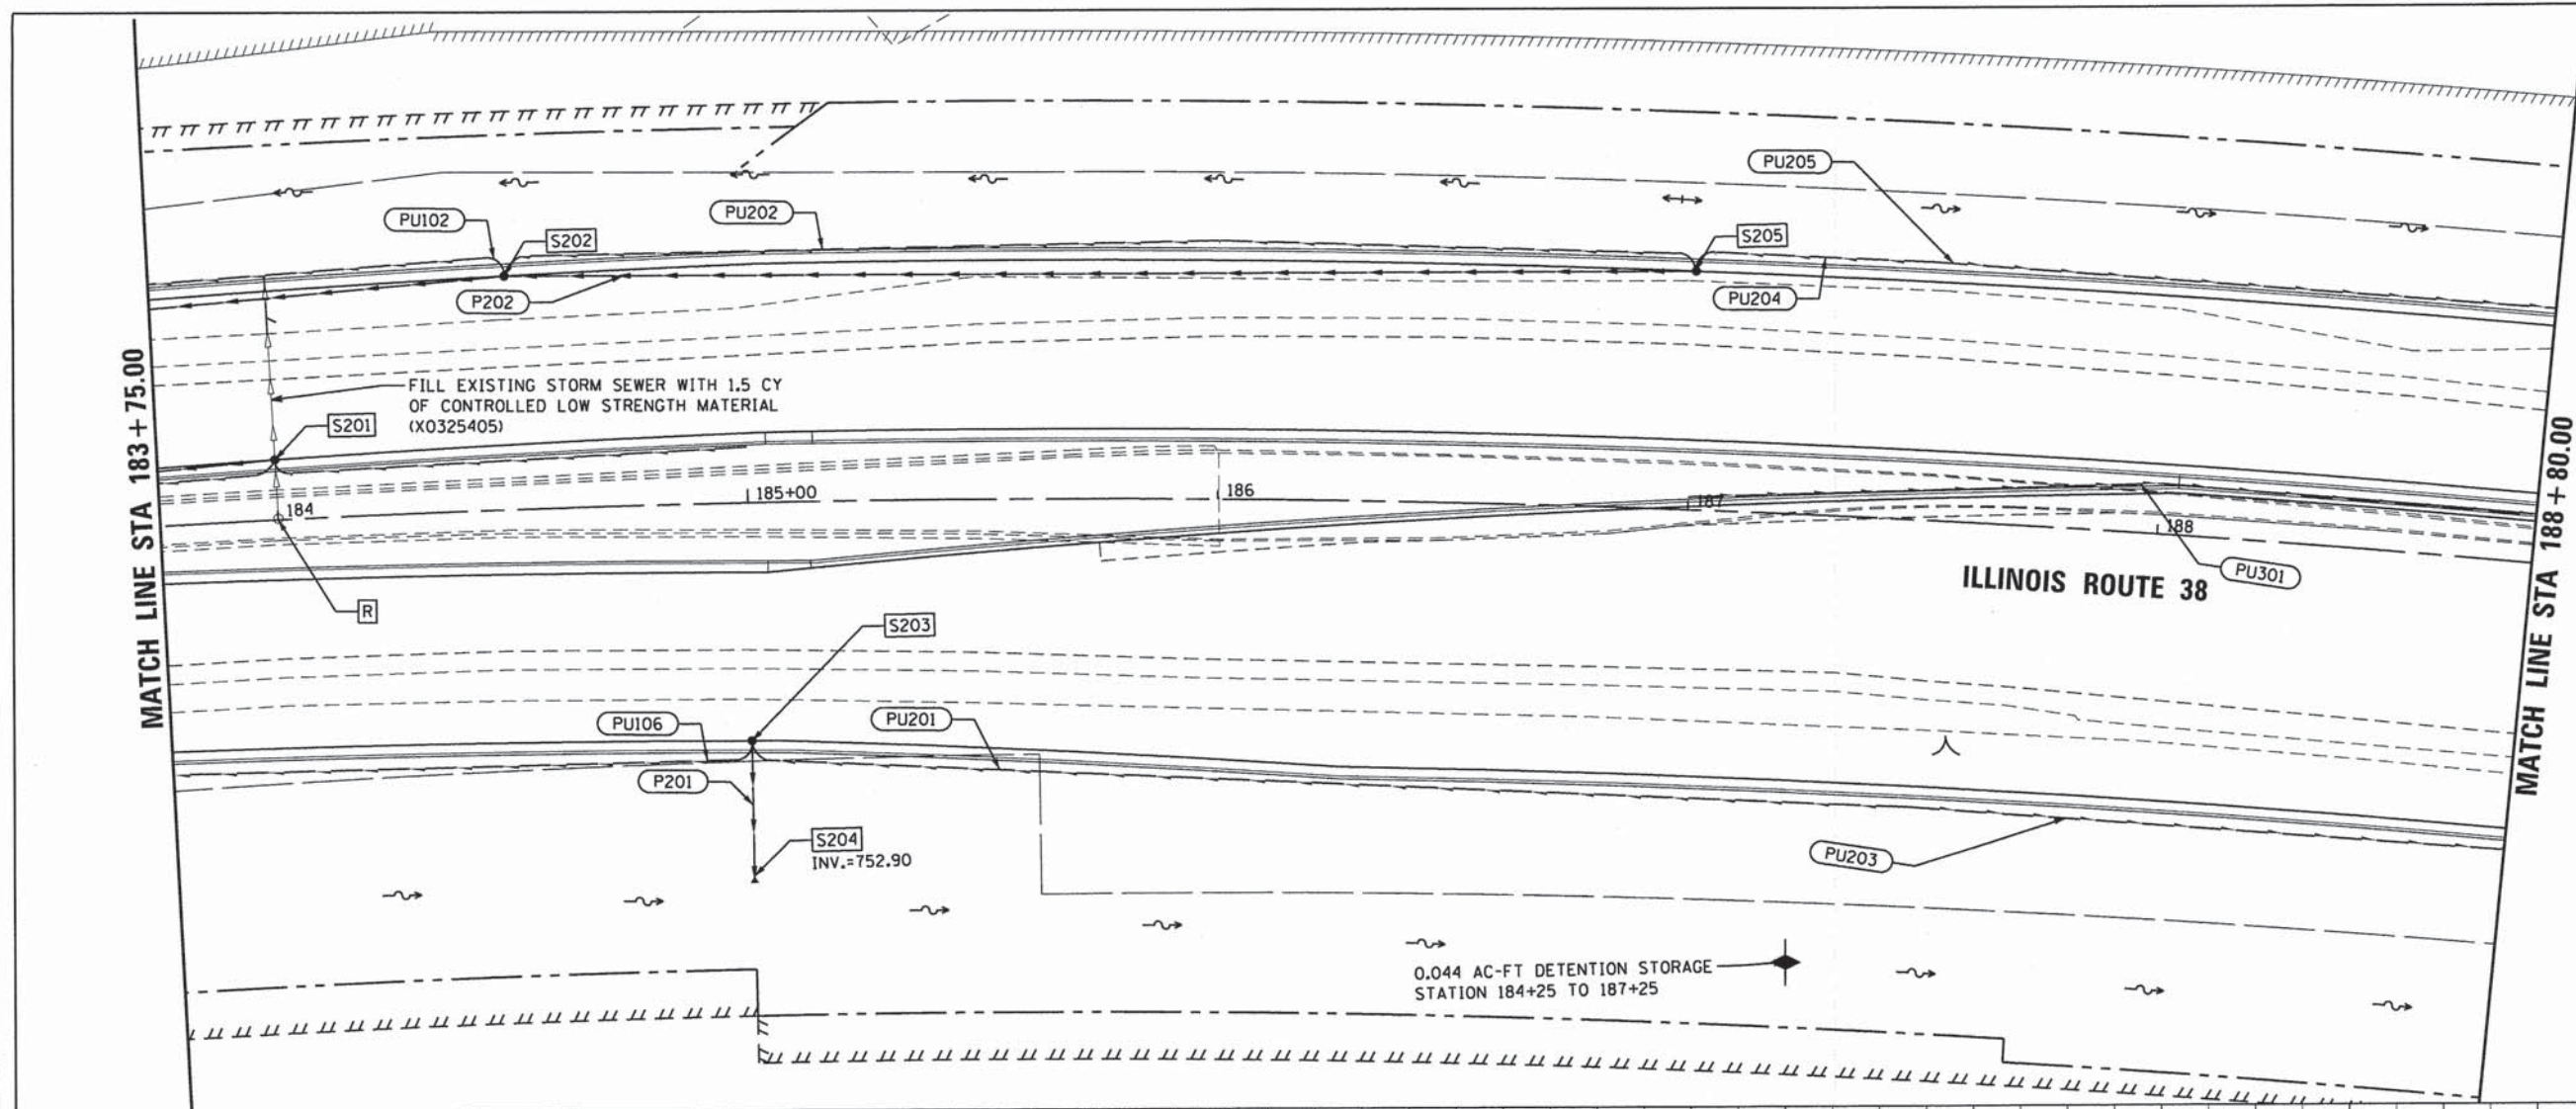 PU205
PU102
PU202
S202
S205
P202
PU204
MATCH LINE STA 183+75.00
FILL EXISTING STORM SEWER WITH 1.5 CY
OF CONTROLLED LOW STRENGTH MATERIAL
(X0325405)
S201
184
185+00
186
187
188
MATCH LINE STA 188+80.00
ILLINOIS ROUTE 38
PU301
R
S203
PU106
PU201
P201
S204
INV.=752.90
PU203
0.044 AC-FT DETENTION STORAGE
STATION 184+25 TO 187+25